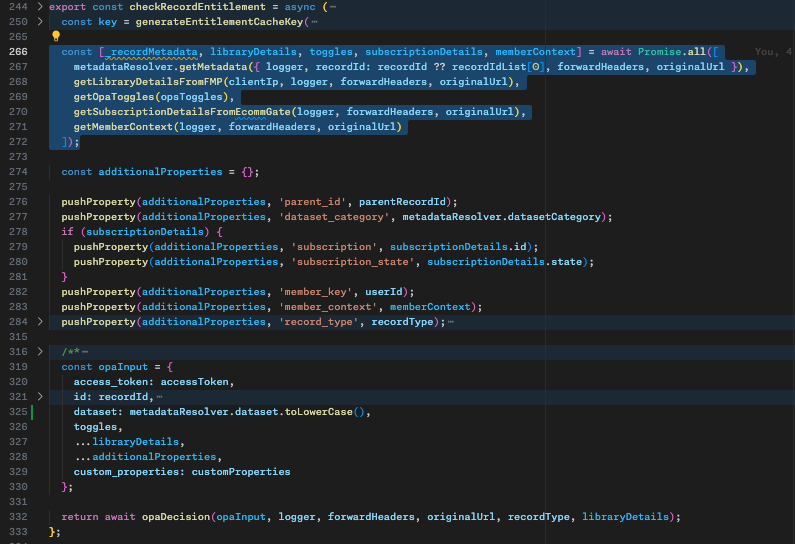 244 > export const checkRecordEntitlement = async (⋯
250 > const key = generateEntitlementCacheKey(⋯
265
266 const [_recordMetadata, libraryDetails, toggles, subscriptionDetails, memberContext] = await Promise.all([ You, 4
267 metadataResolver.getMetadata({ logger, recordId: recordId ?? recordIdList[0], forwardHeaders, originalUrl }),
268 getLibraryDetailsFromFMP(clientIp, logger, forwardHeaders, originalUrl),
269 getOpaToggles(opsToggles),
270 getSubscriptionDetailsFromEcommGate(logger, forwardHeaders, originalUrl),
271 getMemberContext(logger, forwardHeaders, originalUrl)
272 ]);
273
274 const additionalProperties = {};
275
276 pushProperty(additionalProperties, 'parent_id', parentRecordId);
277 pushProperty(additionalProperties, 'dataset_category', metadataResolver.datasetCategory);
278 if (subscriptionDetails) {
279 pushProperty(additionalProperties, 'subscription', subscriptionDetails.id);
280 pushProperty(additionalProperties, 'subscription_state', subscriptionDetails.state);
281 }
282 pushProperty(additionalProperties, 'member_key', userId);
283 pushProperty(additionalProperties, 'member_context', memberContext);
284 > pushProperty(additionalProperties, 'record_type', recordType);⋯
315
316 > /**⋯
319 const opaInput = {
320 access_token: accessToken,
321 > id: recordId,⋯
325 dataset: metadataResolver.dataset.toLowerCase(),
326 toggles,
327 ...libraryDetails,
328 ...additionalProperties,
329 custom_properties: customProperties
330 };
331
332 return await opaDecision(opaInput, logger, forwardHeaders, originalUrl, recordType, libraryDetails);
333 };